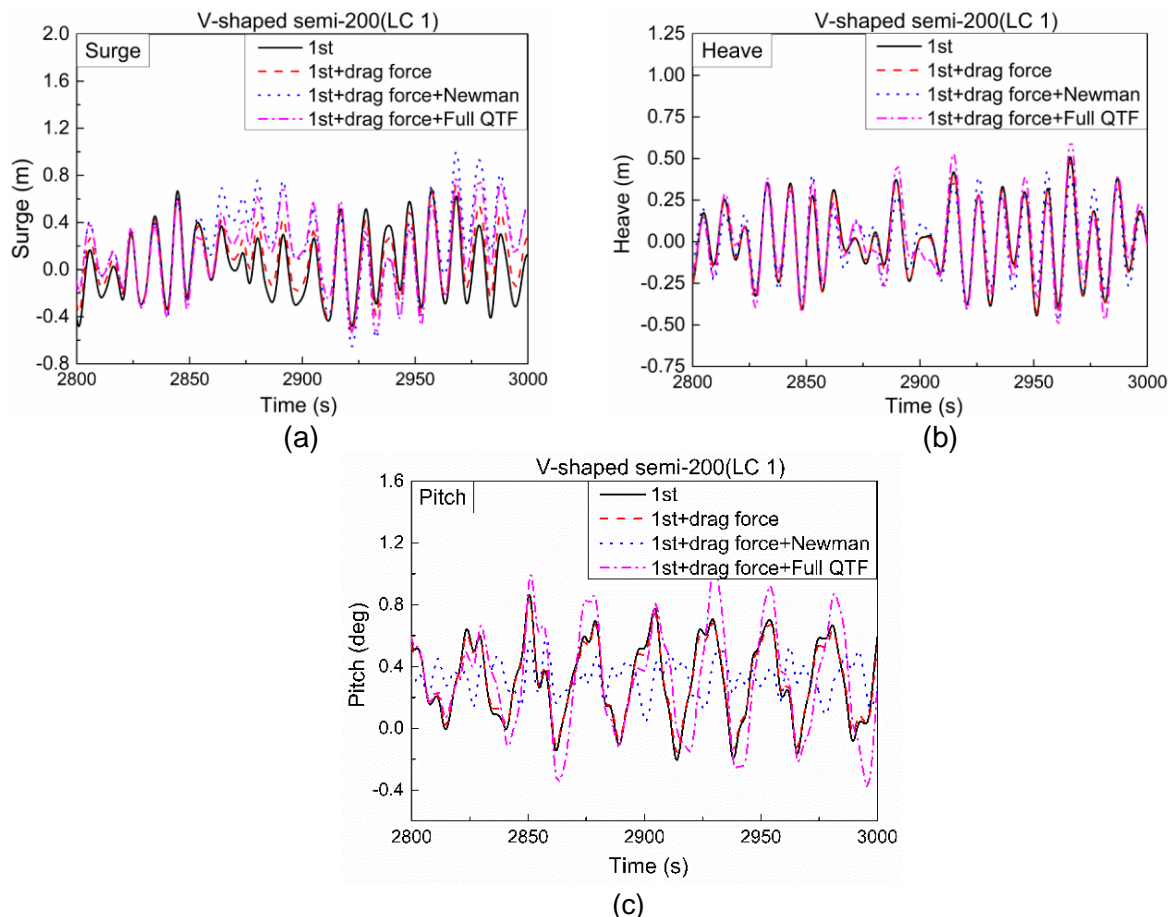 V-shaped semi-200(LC 1)
Surge
1st
1st+drag force
1st+drag force+Newman
1st+drag force+Full QTF
2.0
1.8
1.4
1.0
0.6
0.4
0.0
-0.4
-0.8
Surge (m)
2800
2850
2900
2950
3000
Time (s)
(a)
V-shaped semi-200(LC 1)
Heave
1st
1st+drag force
1st+drag force+Newman
1st+drag force+Full QTF
1.25
1.00
0.75
0.50
0.25
0.00
-0.25
-0.50
-0.75
Heave (m)
2800
2850
2900
2950
3000
Time (s)
(b)
V-shaped semi-200(LC 1)
Pitch
1st
1st+drag force
1st+drag force+Newman
1st+drag force+Full QTF
1.6
1.2
0.8
0.4
0.0
-0.4
Pitch (deg)
2800
2850
2900
2950
3000
Time (s)
(c)